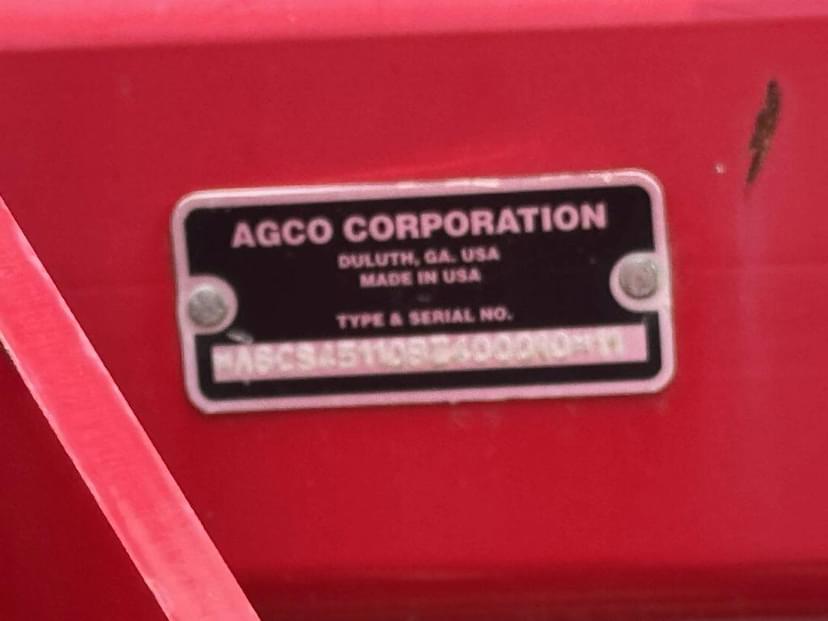 AGCO CORPORATION
DULUTH, GA. USA
MADE IN USA
TYPE & SERIAL NO.